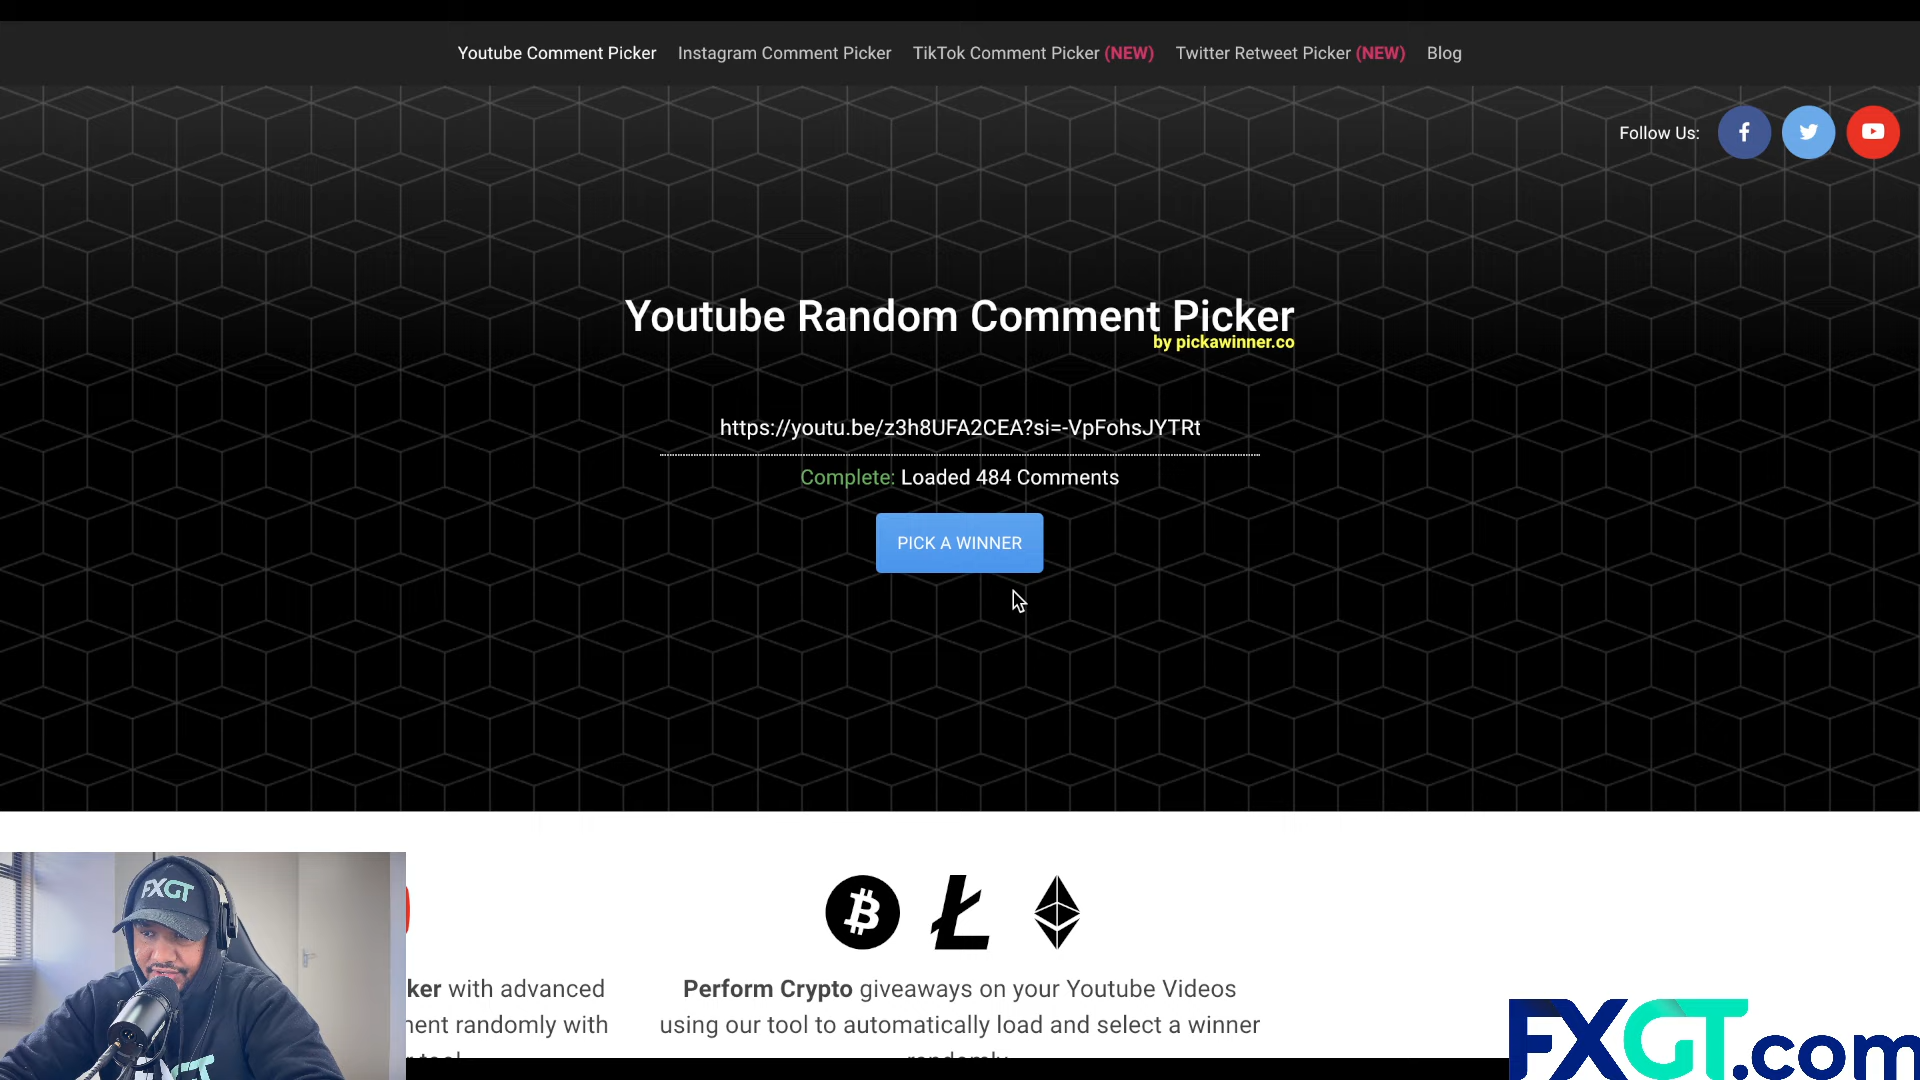 Youtube Comment Picker Instagram Comment Picker TikTok Comment Picker (NEW) Twitter Retweet Picker (NEW) Blog
Follow Us:
Youtube Random Comment Picker
by pickawinner.co
https://youtu.be/z3h8UFA2CEA?si=-VpFohsJYTRt
Complete: Loaded 484 Comments
PICK A WINNER
FXGT
ker with advanced
nent randomly with
Perform Crypto giveaways on your Youtube Videos
using our tool to automatically load and select a winner
randomly
FXGT.com